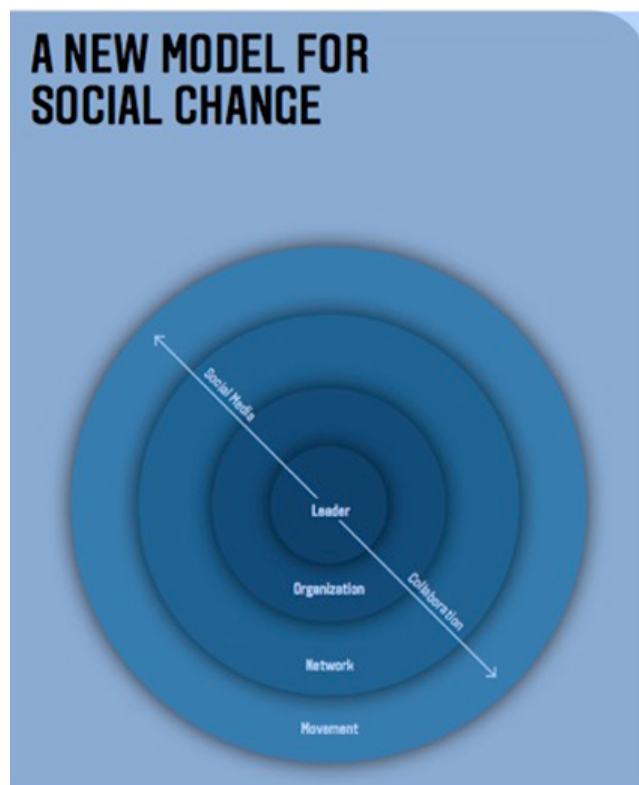 A NEW MODEL FOR
SOCIAL CHANGE
Social Media
Leader
Collaboration
Organization
Network
Movement